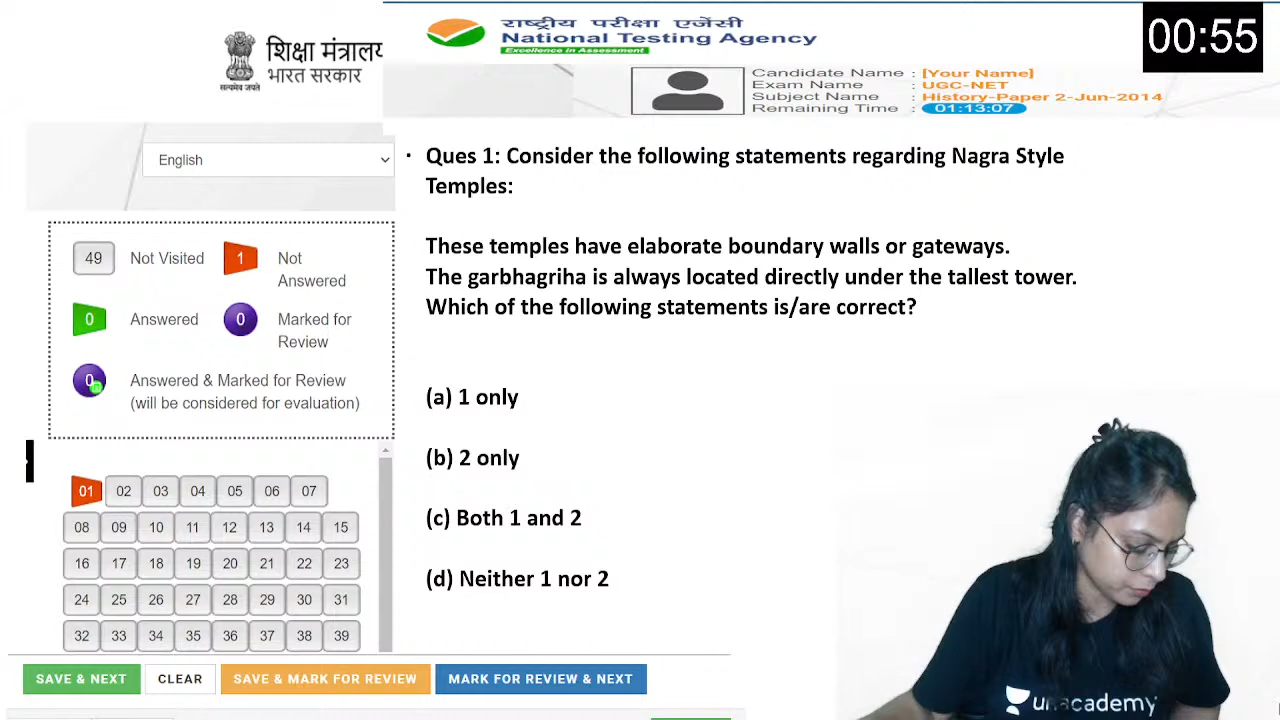 शिक्षा मंत्रालय
भारत सरकार
सत्यमेव जयते
राष्ट्रीय परीक्षा एजेंसी
National Testing Agency
Excellence in Assessment
00:55
Candidate Name : [Your Name]
Exam Name : UGC-NET
Subject Name : History-Paper 2-Jun-2014
Remaining Time : 01:13:07
English
49 Not Visited 1 Not Answered
0 Answered 0 Marked for Review
0 Answered & Marked for Review
(will be considered for evaluation)
01 02 03 04 05 06 07
08 09 10 11 12 13 14 15
16 17 18 19 20 21 22 23
24 25 26 27 28 29 30 31
32 33 34 35 36 37 38 39
· Ques 1: Consider the following statements regarding Nagra Style
Temples:
These temples have elaborate boundary walls or gateways.
The garbhagriha is always located directly under the tallest tower.
Which of the following statements is/are correct?
(a) 1 only
(b) 2 only
(c) Both 1 and 2
(d) Neither 1 nor 2
SAVE & NEXT CLEAR SAVE & MARK FOR REVIEW MARK FOR REVIEW & NEXT
unacademy